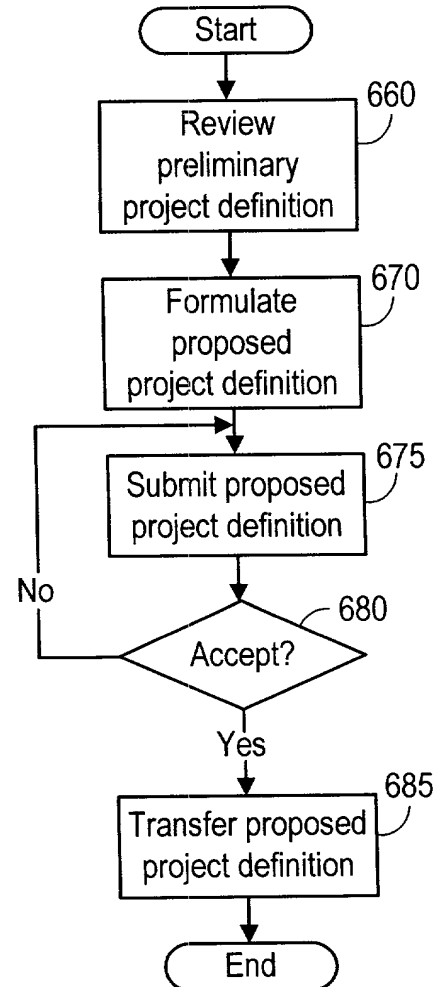 Start
660
Review
preliminary
project definition
670
Formulate
proposed
project definition
675
Submit proposed
project definition
No
680
Accept?
Yes
685
Transfer proposed
project definition
End